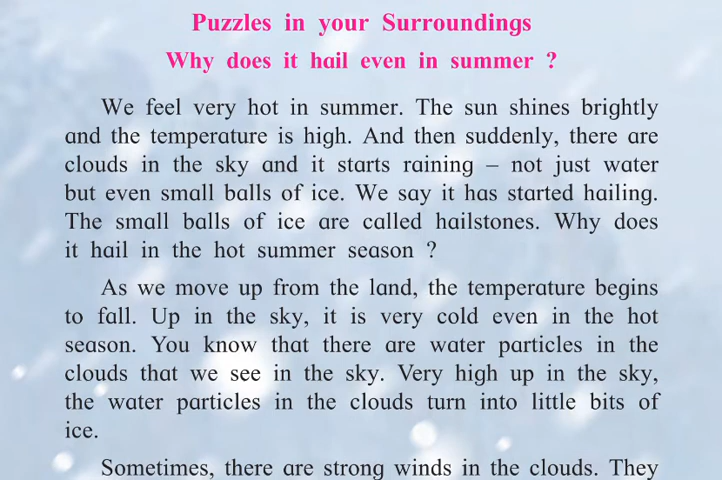 Puzzles in your Surroundings
Why does it hail even in summer ?
We feel very hot in summer. The sun shines brightly
and the temperature is high. And then suddenly, there are
clouds in the sky and it starts raining – not just water
but even small balls of ice. We say it has started hailing.
The small balls of ice are called hailstones. Why does
it hail in the hot summer season ?
As we move up from the land, the temperature begins
to fall. Up in the sky, it is very cold even in the hot
season. You know that there are water particles in the
clouds that we see in the sky. Very high up in the sky,
the water particles in the clouds turn into little bits of
ice.
Sometimes, there are strong winds in the clouds. They